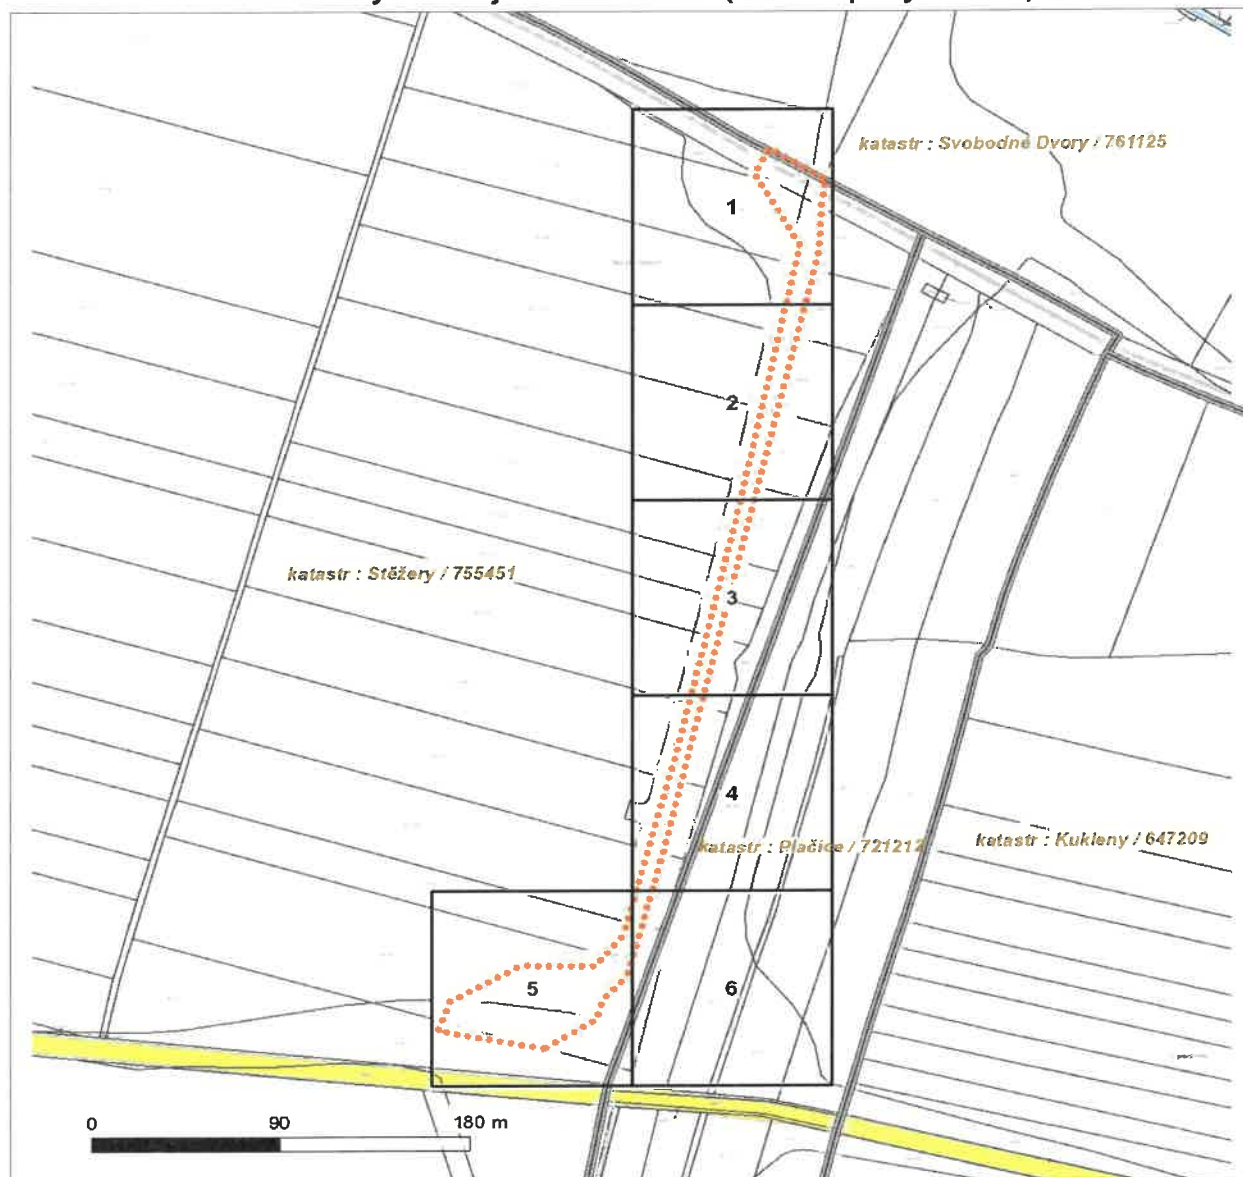 katastr : Svobodné Dvory / 761125
1
2
katastr : Stěžery / 755451
3
4
katastr : Plačice / 721212
katastr : Kukleny / 647209
5
6
0 90 180 m